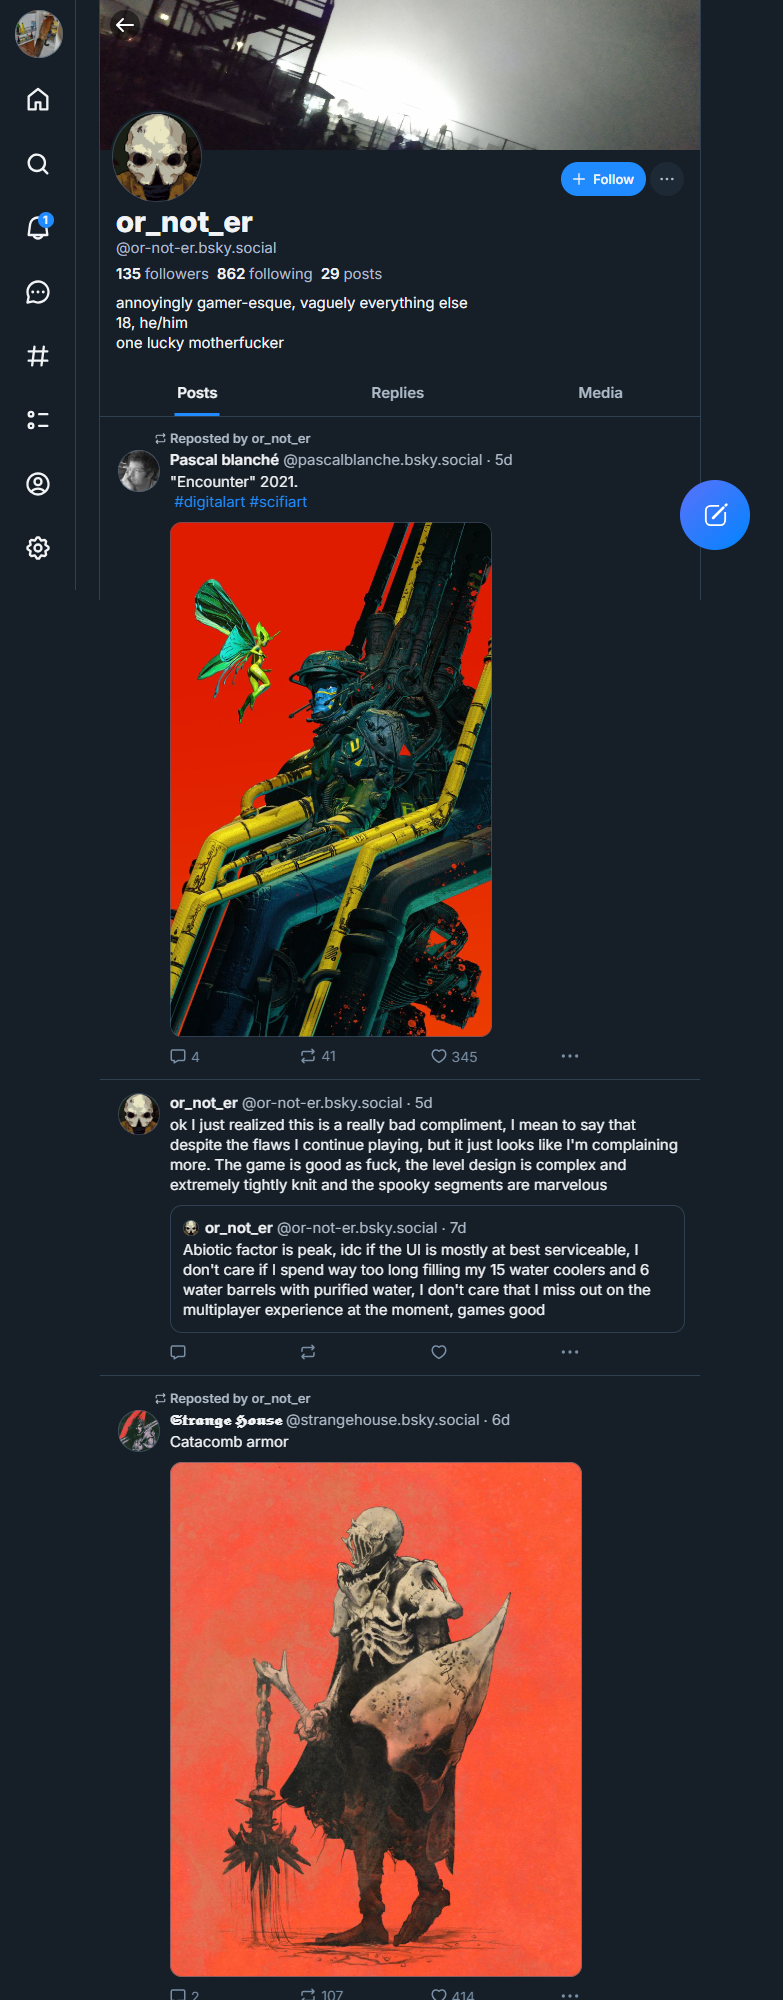 1
+ Follow
or_not_er
@or-not-er.bsky.social
135 followers 862 following 29 posts
annoyingly gamer-esque, vaguely everything else
18, he/him
one lucky motherfucker
Posts Replies Media
Reposted by or_not_er
Pascal blanché @pascalblanche.bsky.social · 5d
"Encounter" 2021.
#digitalart #scifiart
4 41 345
or_not_er @or-not-er.bsky.social · 5d
ok I just realized this is a really bad compliment, I mean to say that
despite the flaws I continue playing, but it just looks like I'm complaining
more. The game is good as fuck, the level design is complex and
extremely tightly knit and the spooky segments are marvelous
or_not_er @or-not-er.bsky.social · 7d
Abiotic factor is peak, idc if the UI is mostly at best serviceable, I
don't care if I spend way too long filling my 15 water coolers and 6
water barrels with purified water, I don't care that I miss out on the
multiplayer experience at the moment, games good
Reposted by or_not_er
𝕾𝖙𝖗𝖆𝖓𝖌𝖊 𝕳𝖔𝖚𝖘𝖊 @strangehouse.bsky.social · 6d
Catacomb armor
2 107 414